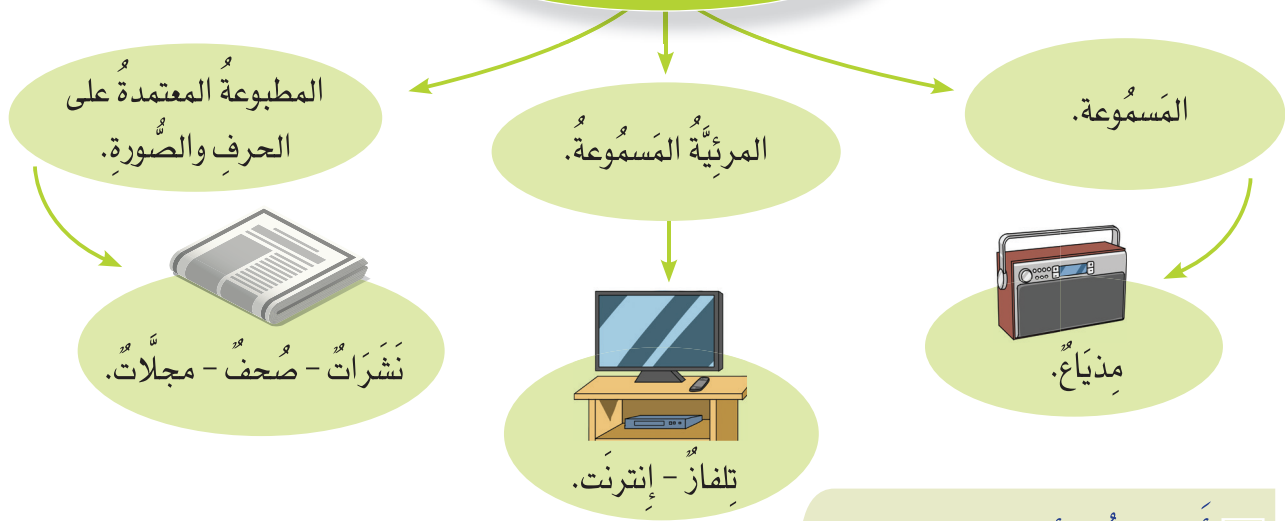 المَسمُوعة.
المرئِيَّةُ المَسمُوعةُ.
المطبوعةُ المعتمدةُ على
الحرفِ والصُّورةِ.
مِذيَاعٌ.
تِلفازٌ – إِنترنَت.
نَشَرَاتٌ – صُحفٌ – مجلَّاتٌ.